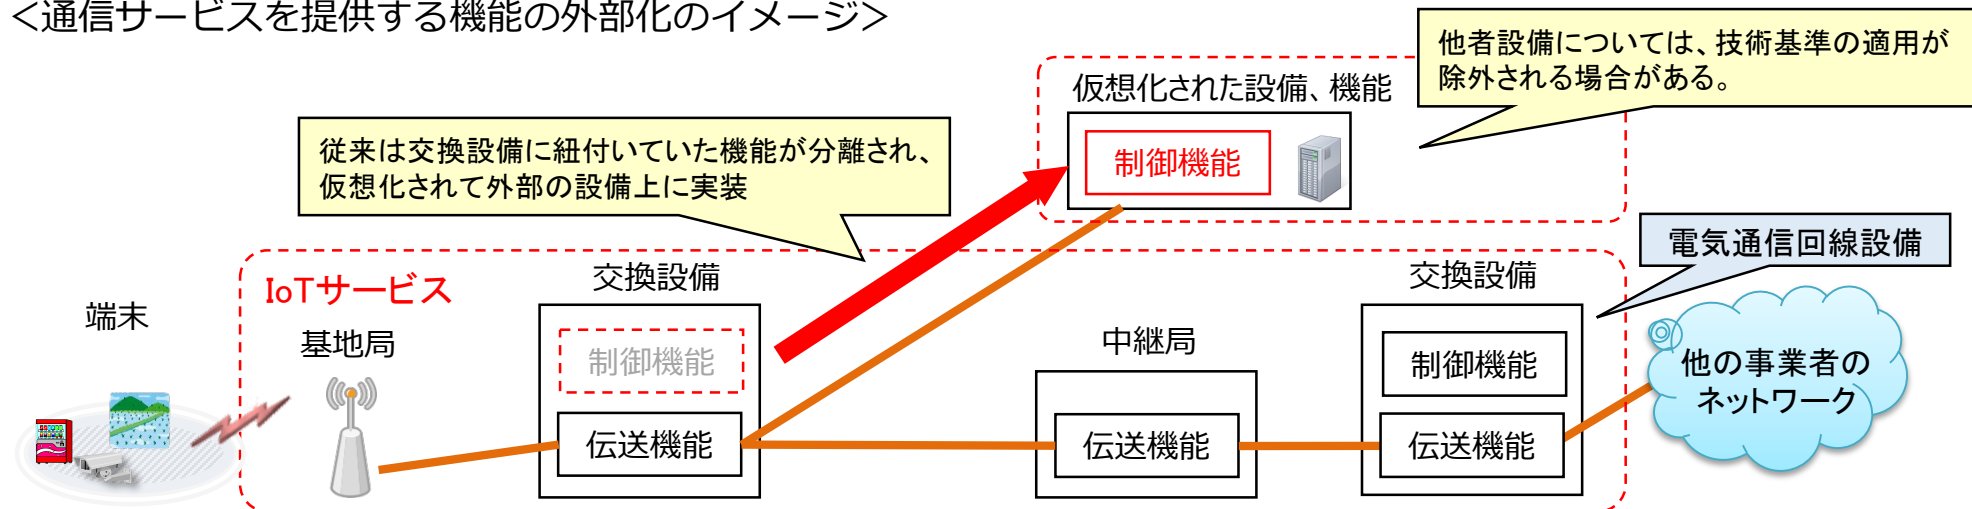 ＜通信サービスを提供する機能の外部化のイメージ＞
他者設備については、技術基準の適用が
除外される場合がある。
仮想化された設備、機能
制御機能
従来は交換設備に紐付いていた機能が分離され、
仮想化されて外部の設備上に実装
電気通信回線設備
IoTサービス
交換設備
交換設備
端末
基地局
中継局
制御機能
制御機能
他の事業者の
ネットワーク
伝送機能
伝送機能
伝送機能